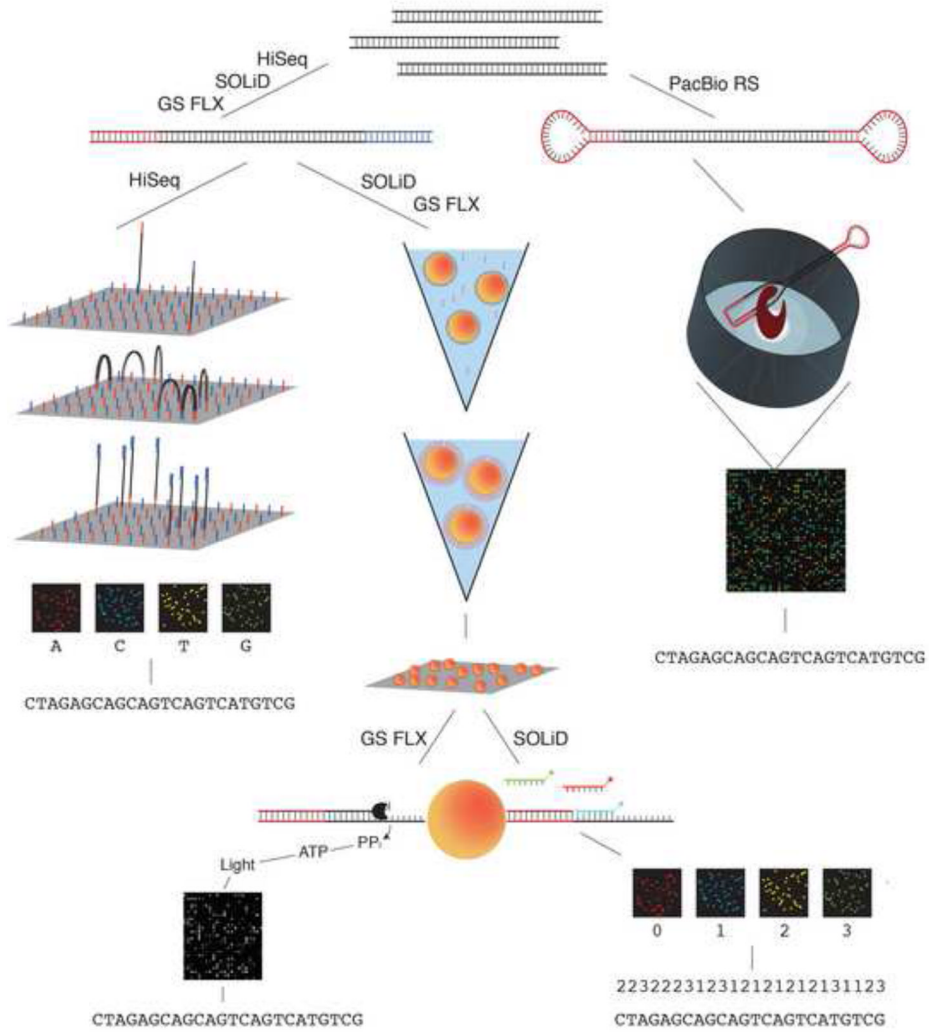 HiSeq
SOLiD
GS FLX
PacBio RS
HiSeq
SOLiD
GS FLX
A C T G
CTAGAGCAGCAGTCAGTCATGTCG
CTAGAGCAGCAGTCAGTCATGTCG
GS FLX
SOLiD
PPi
ATP
Light
0 1 2 3
CTAGAGCAGCAGTCAGTCATGTCG
223222312312121212131123
CTAGAGCAGCAGTCAGTCATGTCG